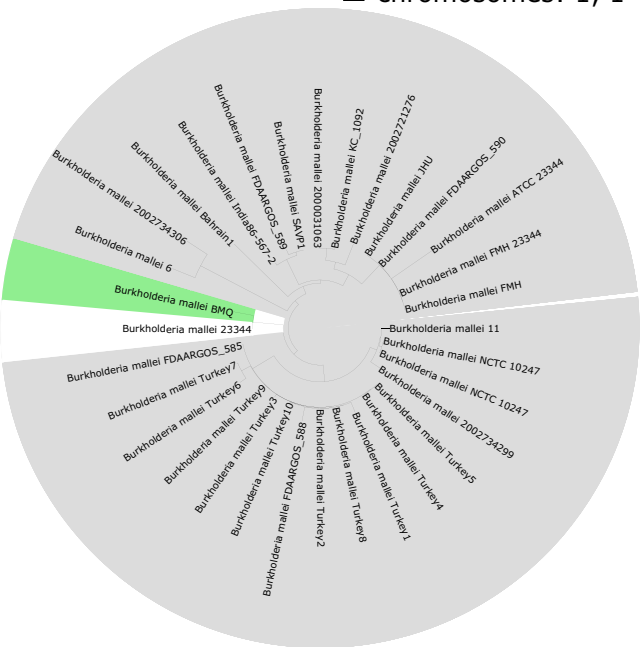 Burkholderia mallei 2000031063
Burkholderia mallei KC_1092
Burkholderia mallei 2002721276
Burkholderia mallei JHU
Burkholderia mallei FDAARGOS_590
Burkholderia mallei ATCC 23344
Burkholderia mallei FMH 23344
Burkholderia mallei FMH
Burkholderia mallei 11
Burkholderia mallei NCTC 10247
Burkholderia mallei NCTC 10247
Burkholderia mallei 2002734299
Burkholderia mallei Turkey5
Burkholderia mallei Turkey4
Burkholderia mallei Turkey1
Burkholderia mallei Turkey8
Burkholderia mallei Turkey2
Burkholderia mallei FDAARGOS_588
Burkholderia mallei Turkey10
Burkholderia mallei Turkey3
Burkholderia mallei Turkey9
Burkholderia mallei Turkey6
Burkholderia mallei Turkey7
Burkholderia mallei FDAARGOS_585
Burkholderia mallei 23344
Burkholderia mallei BMQ
Burkholderia mallei 6
Burkholderia mallei 2002734306
Burkholderia mallei Bahrain1
Burkholderia mallei India86-567-2
Burkholderia mallei FDAARGOS_589
Burkholderia mallei SAVP1